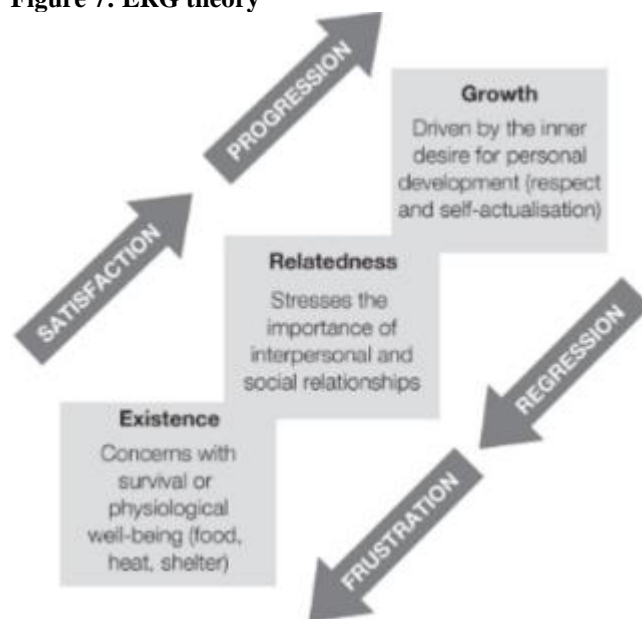 Figure 7: ERG theory
PROGRESSION
Growth
Driven by the inner
desire for personal
development (respect
and self-actualisation)
SATISFACTION
Relatedness
Stresses the
importance of
interpersonal and
social relationships
REGRESSION
Existence
Concerns with
survival or
physiological
well-being (food,
heat, shelter)
FRUSTRATION